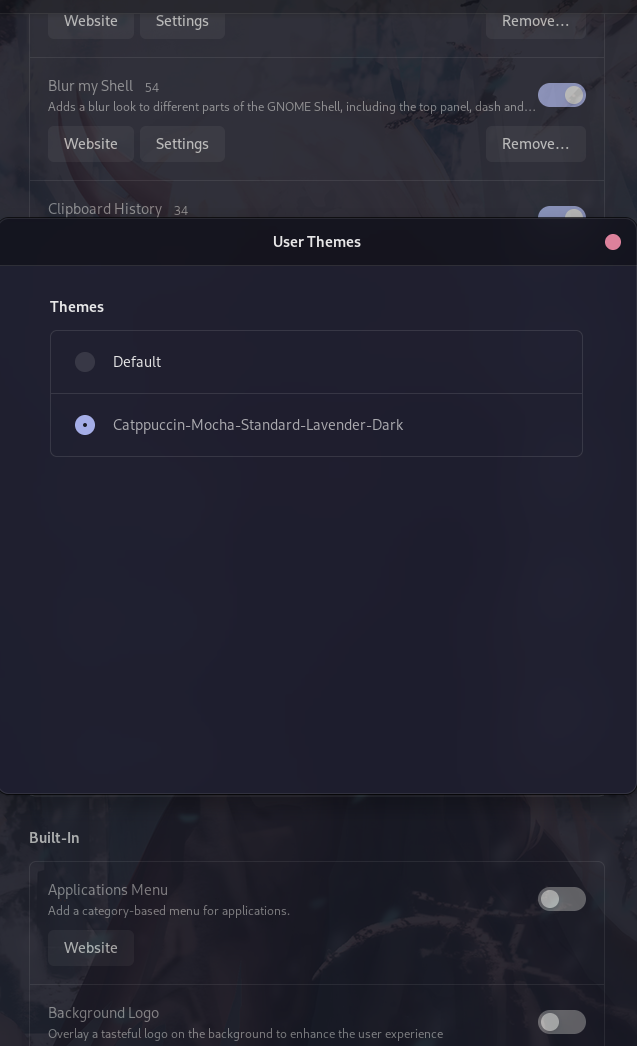 Website Settings Remove...
Blur my Shell 54
Adds a blur look to different parts of the GNOME Shell, including the top panel, dash and...
Website Settings Remove...
Clipboard History 34
User Themes
Themes
Default
Catppuccin-Mocha-Standard-Lavender-Dark
Built-In
Applications Menu
Add a category-based menu for applications.
Website
Background Logo
Overlay a tasteful logo on the background to enhance the user experience